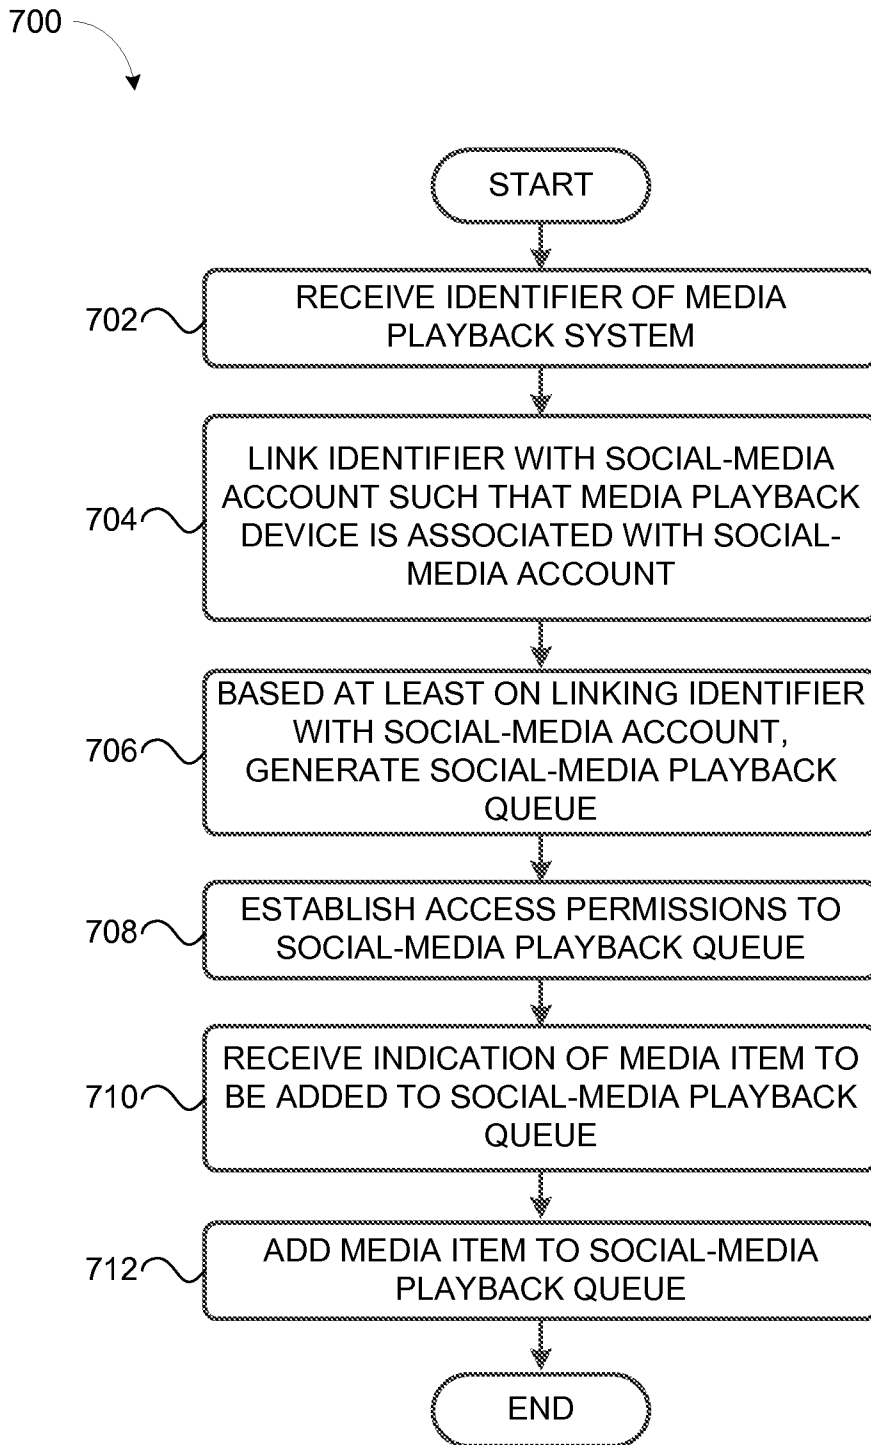 700
START
702
RECEIVE IDENTIFIER OF MEDIA
PLAYBACK SYSTEM
704
LINK IDENTIFIER WITH SOCIAL-MEDIA
ACCOUNT SUCH THAT MEDIA PLAYBACK
DEVICE IS ASSOCIATED WITH SOCIAL-
MEDIA ACCOUNT
706
BASED AT LEAST ON LINKING IDENTIFIER
WITH SOCIAL-MEDIA ACCOUNT,
GENERATE SOCIAL-MEDIA PLAYBACK
QUEUE
708
ESTABLISH ACCESS PERMISSIONS TO
SOCIAL-MEDIA PLAYBACK QUEUE
710
RECEIVE INDICATION OF MEDIA ITEM TO
BE ADDED TO SOCIAL-MEDIA PLAYBACK
QUEUE
712
ADD MEDIA ITEM TO SOCIAL-MEDIA
PLAYBACK QUEUE
END